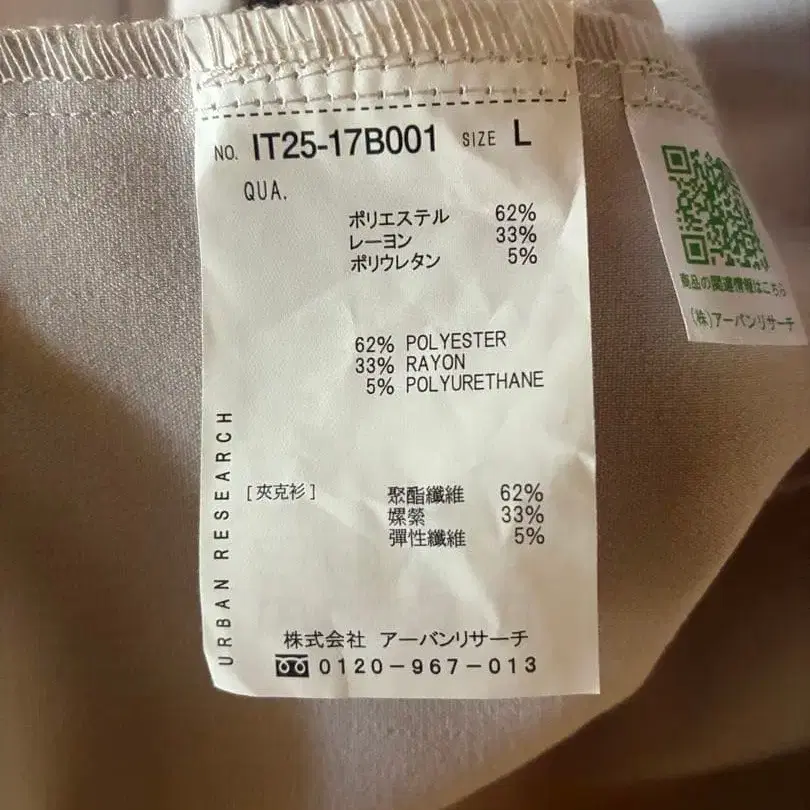 NO. IT25-17B001 SIZE L
QUA.
ポリエステル 62%
レーヨン 33%
ポリウレタン 5%
62% POLYESTER
33% RAYON
5% POLYURETHANE
[夾克衫] 聚酯纖維 62%
嫘縈 33%
彈性纖維 5%
URBAN RESEARCH
株式会社 アーバンリサーチ
0120-967-013
商品の関連情報はこちら
(株)アーバンリサーチ